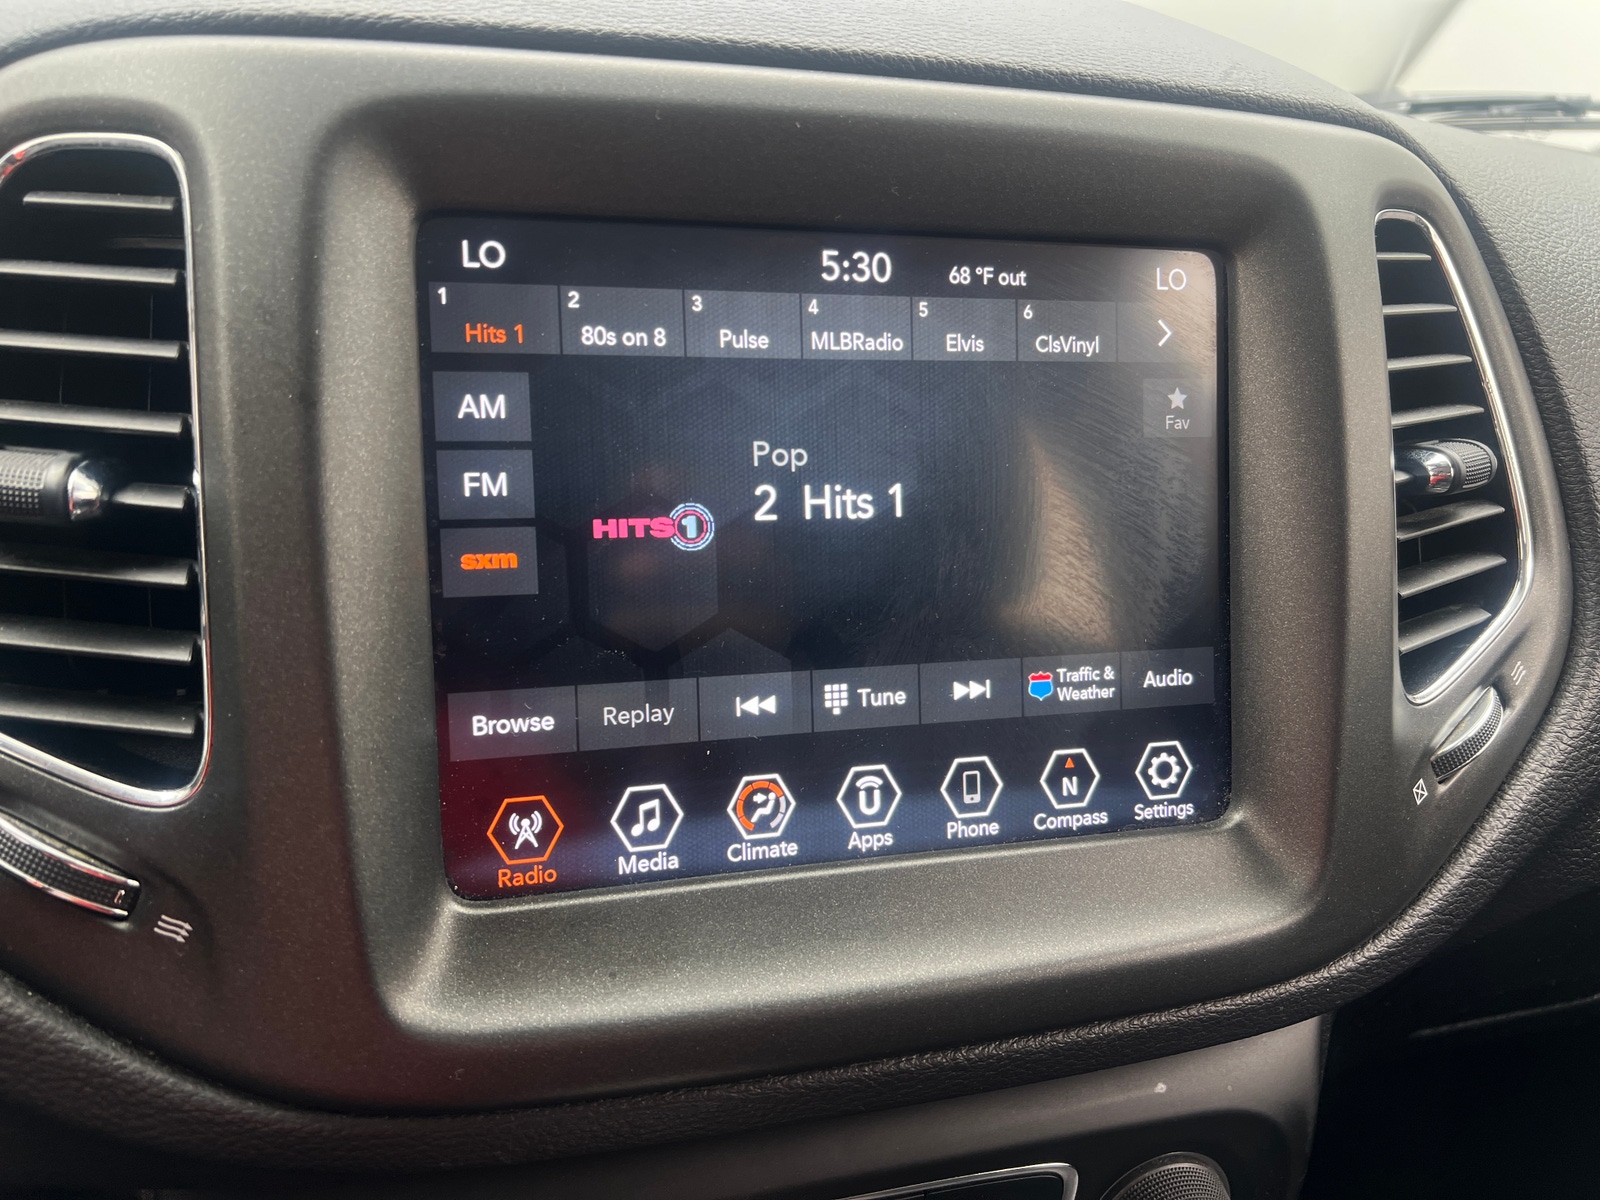 LO 5:30 68 °F out LO
1 2 3 4 5 6
Hits 1 80s on 8 Pulse MLBRadio Elvis ClsVinyl
AM
Fav
FM
Pop
2 Hits 1
HITS 1
sxm
Browse Replay Tune Traffic & Weather Audio
U N
Radio Media Climate Apps Phone Compass Settings